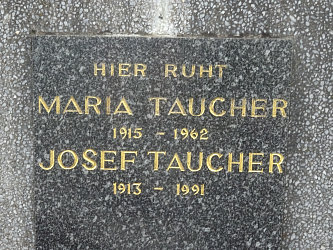 HIER RUHT
MARIA TAUCHER
1915 - 1962
JOSEF TAUCHER
1913 - 1991